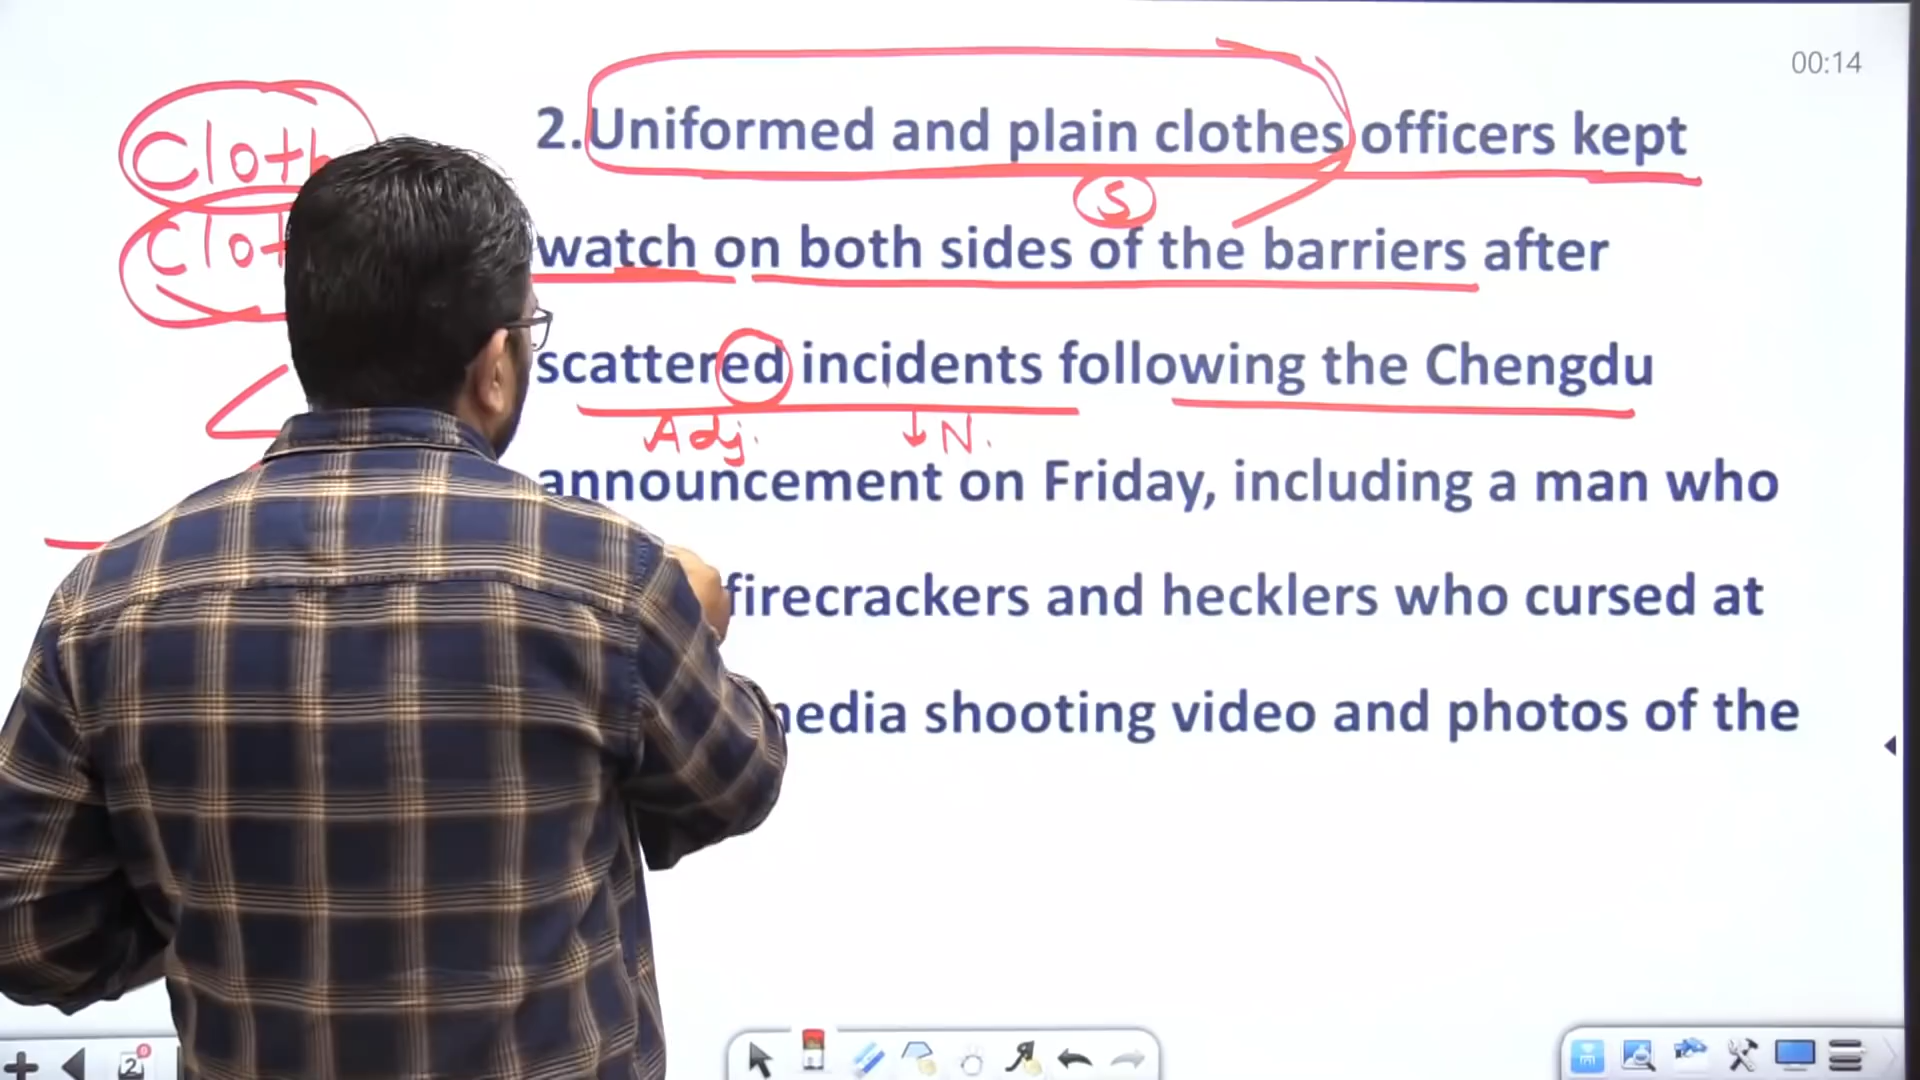 00:14
Cloth
2.Uniformed and plain clothes officers kept
S
watch on both sides of the barriers after
scattered incidents following the Chengdu
Adj. N.
announcement on Friday, including a man who
firecrackers and hecklers who cursed at
shooting video and photos of the
2
0